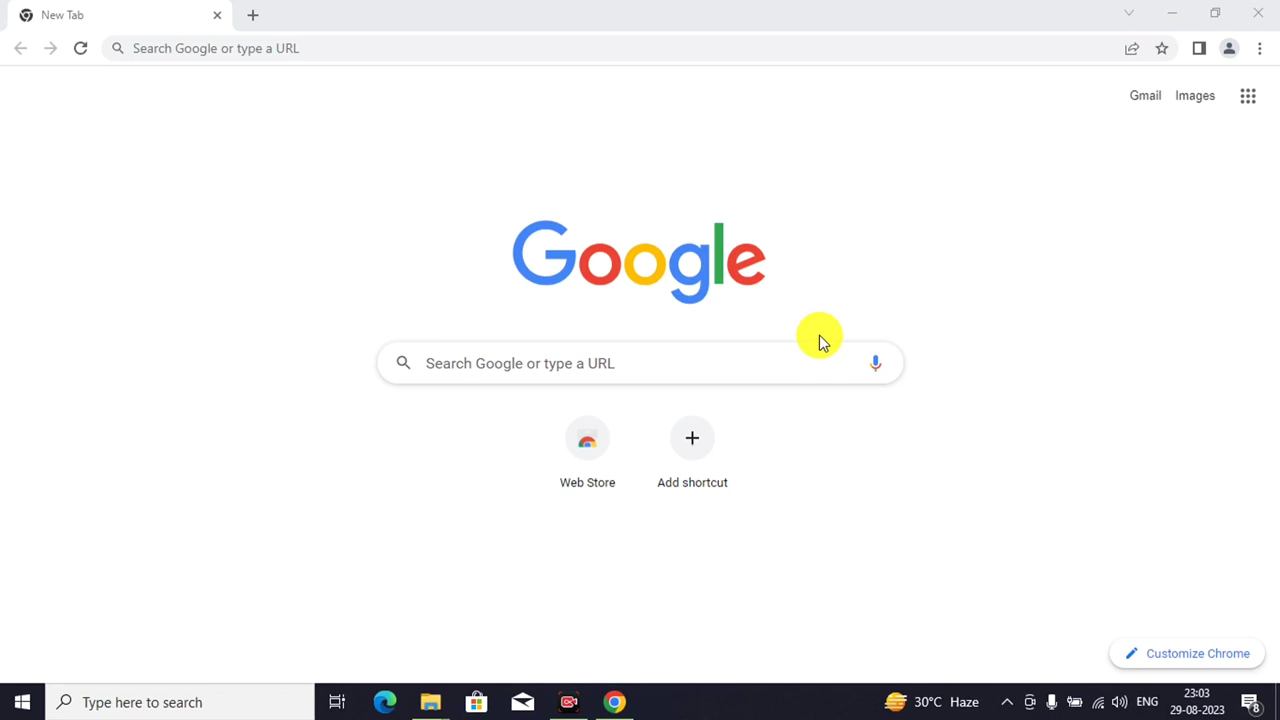 New Tab
Search Google or type a URL
Gmail Images
Google
Search Google or type a URL
Web Store Add shortcut
Customize Chrome
Type here to search
30°C Haze
ENG
23:03
29-08-2023
8